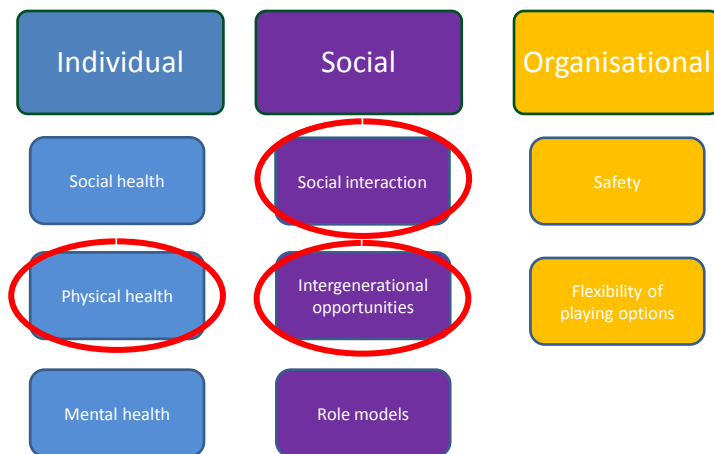 Individual
Social
Organisational
Social health
Social interaction
Safety
Physical health
Intergenerational
opportunities
Flexibility of
playing options
Mental health
Role models